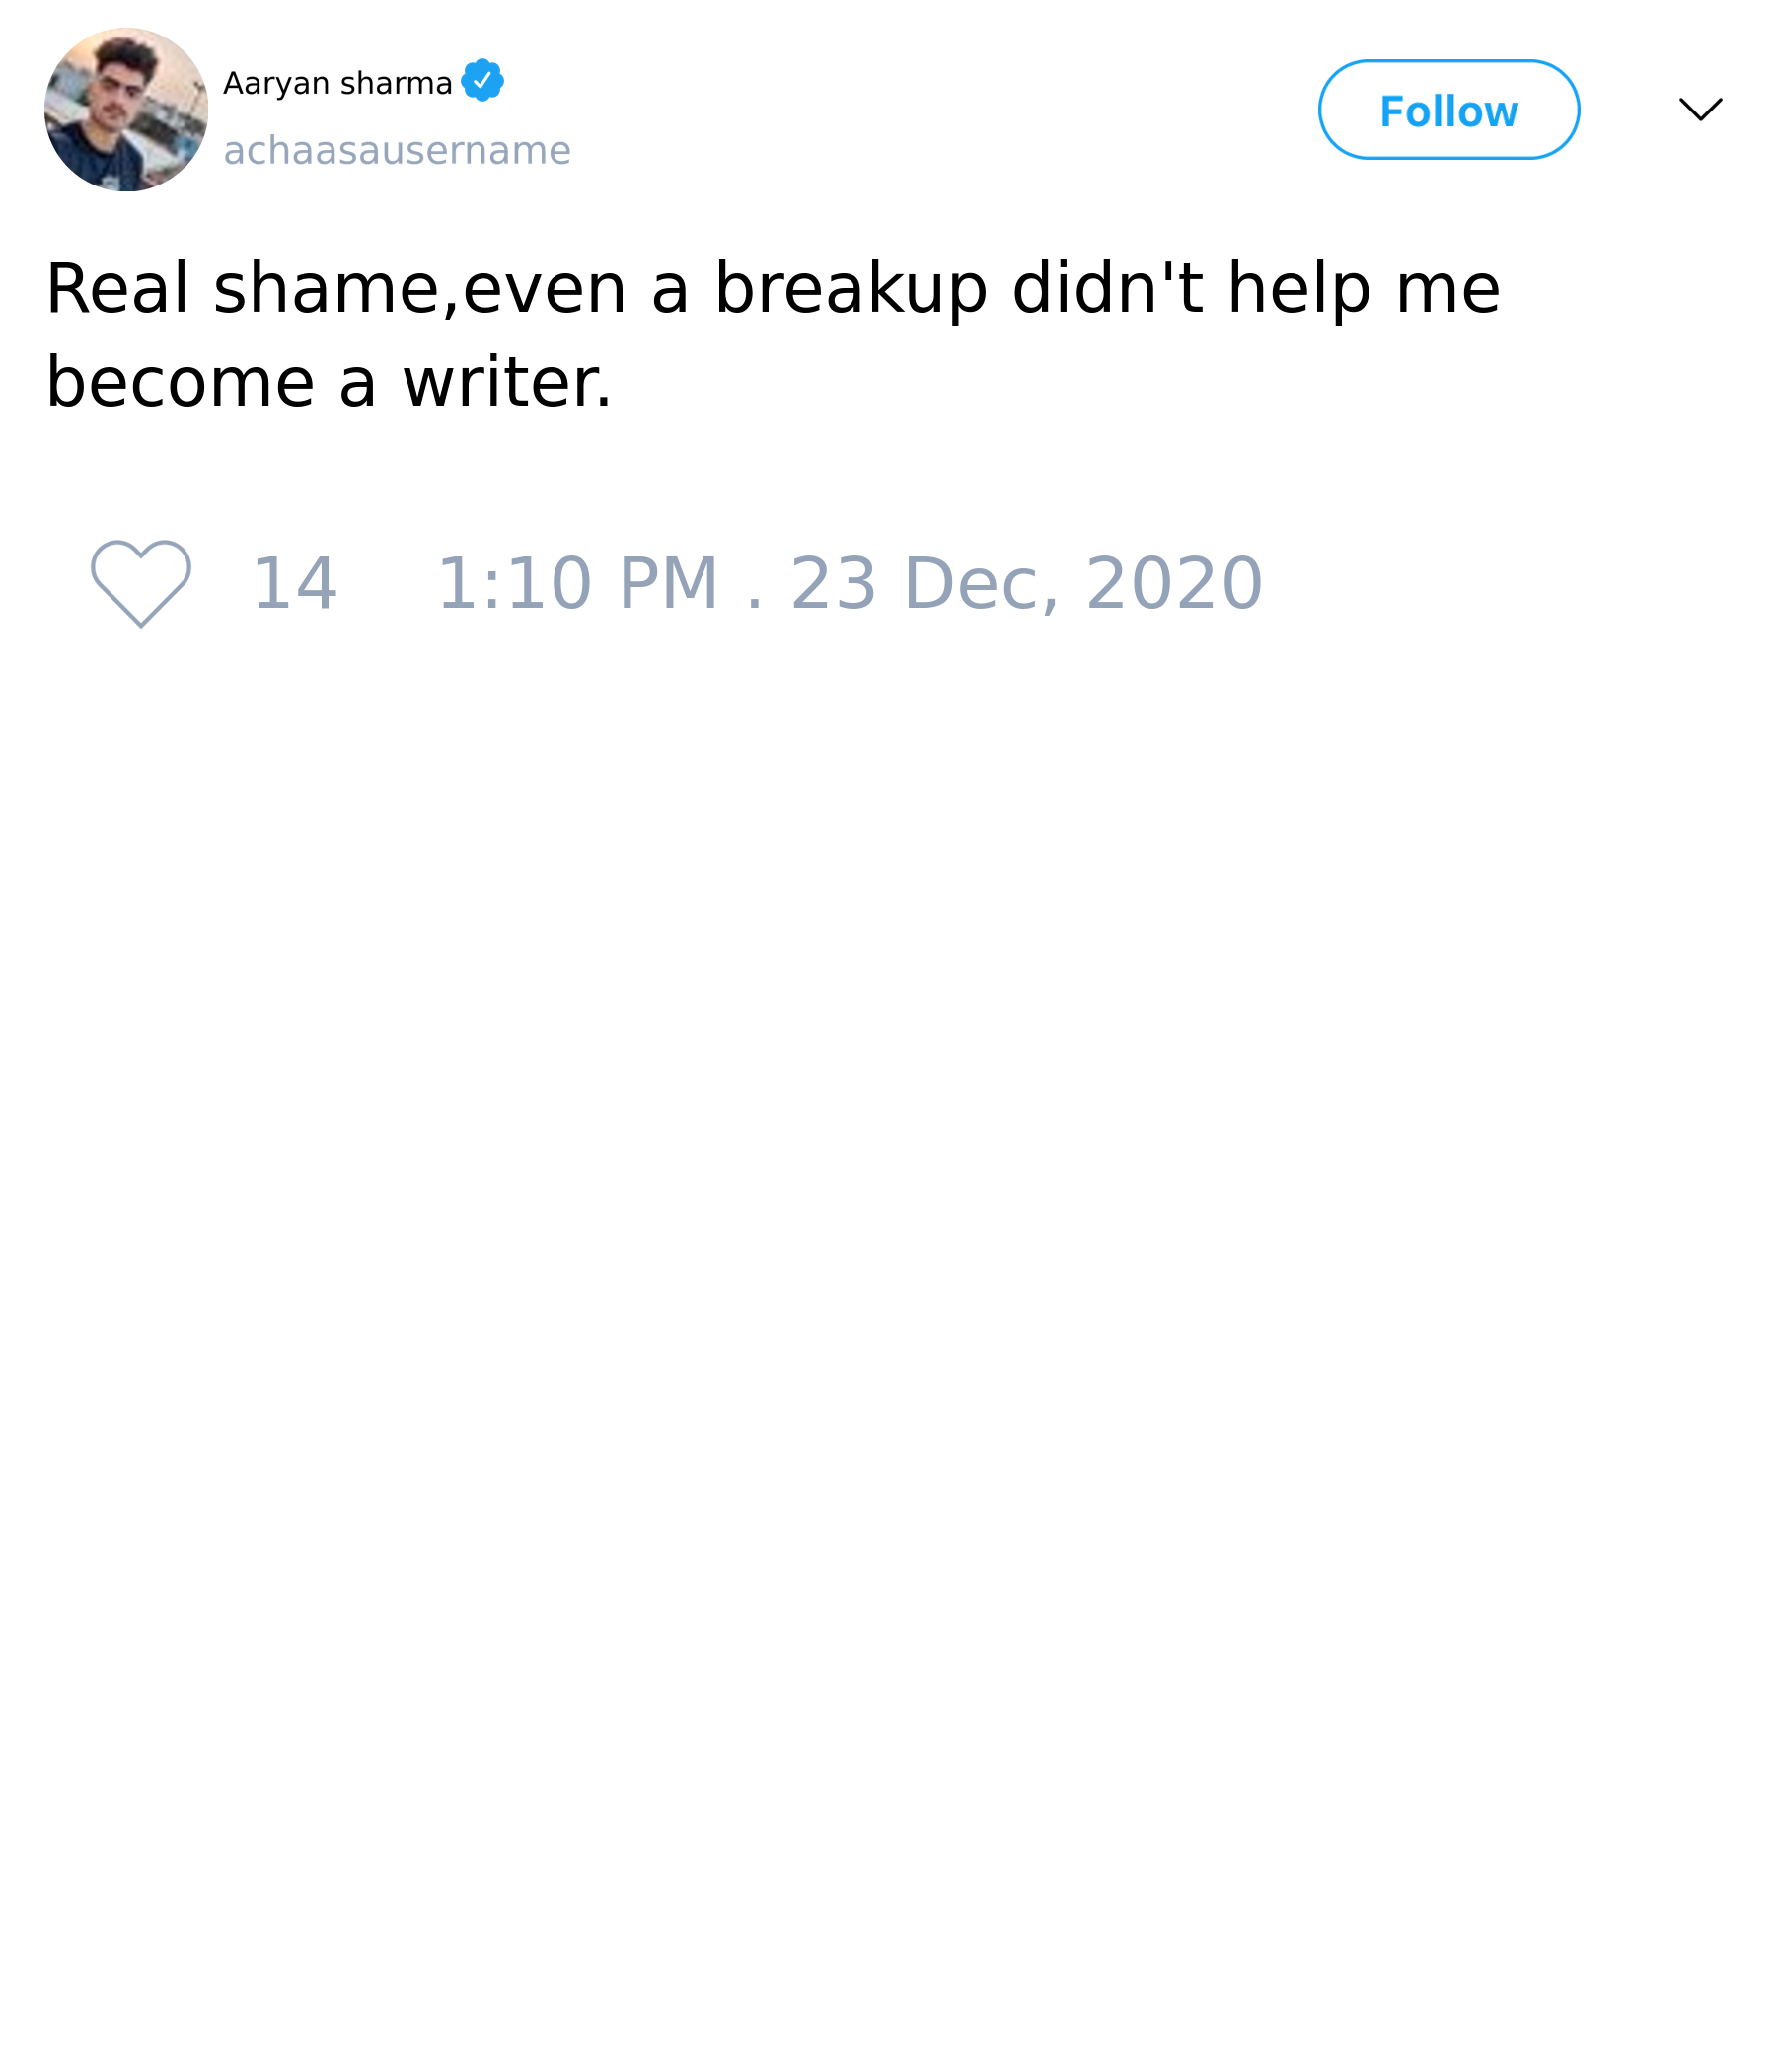 Aaryan sharma
achaasausername
Follow
Real shame,even a breakup didn't help me
become a writer.
14 1:10 PM . 23 Dec, 2020